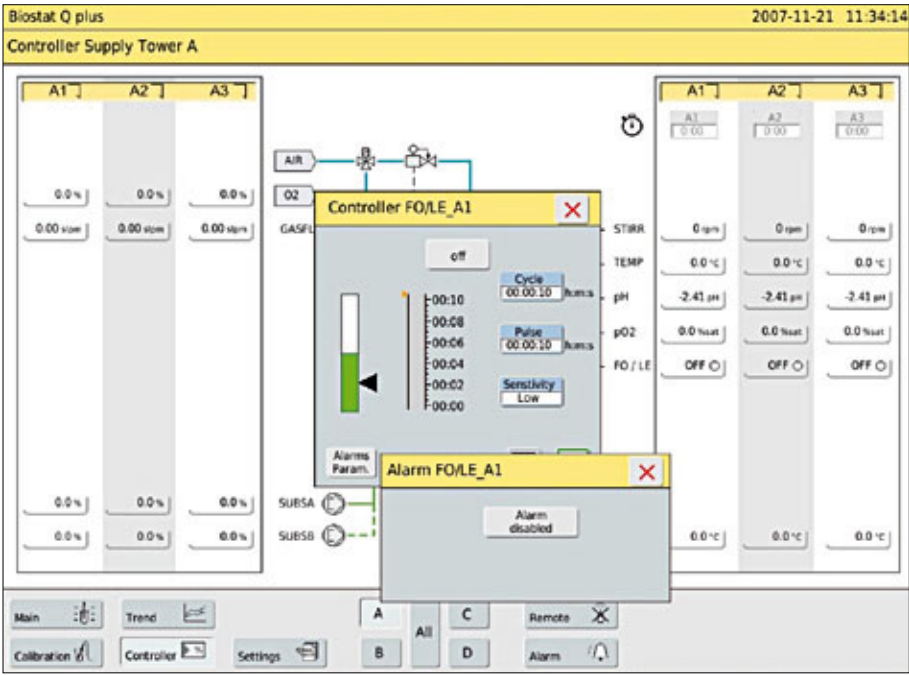 Biostat Q plus 2007-11-21 11:34:14
Controller Supply Tower A
A1 A2 A3 A1 A2 A3
A1 A2 A3
0:00 0:00 0:00
AIR
0.0 % 0.0 % 0.0 % O2
Controller FO/LE_A1
0.00 slpm 0.00 slpm 0.00 slpm GASFL STIRR 0 rpm 0 rpm 0 rpm
off
TEMP 0.0 °C 0.0 °C 0.0 °C
Cycle
00:00:10 h:m:s
pH -2.41 pH -2.41 pH -2.41 pH
00:10
00:08
Pulse
00:00:10 h:m:s
pO2 0.0 %sat 0.0 %sat 0.0 %sat
00:06
00:04
FO / LE OFF OFF OFF
00:02
Senstivity
Low
00:00
Alarms
Param.
Alarm FO/LE_A1
0.0 % 0.0 % 0.0 % SUBSA
Alarm
disabled
0.0 % 0.0 % 0.0 % SUBSB 0.0 °C 0.0 °C 0.0 °C
Main Trend A All C Remote
Calibration Controller Settings B D Alarm